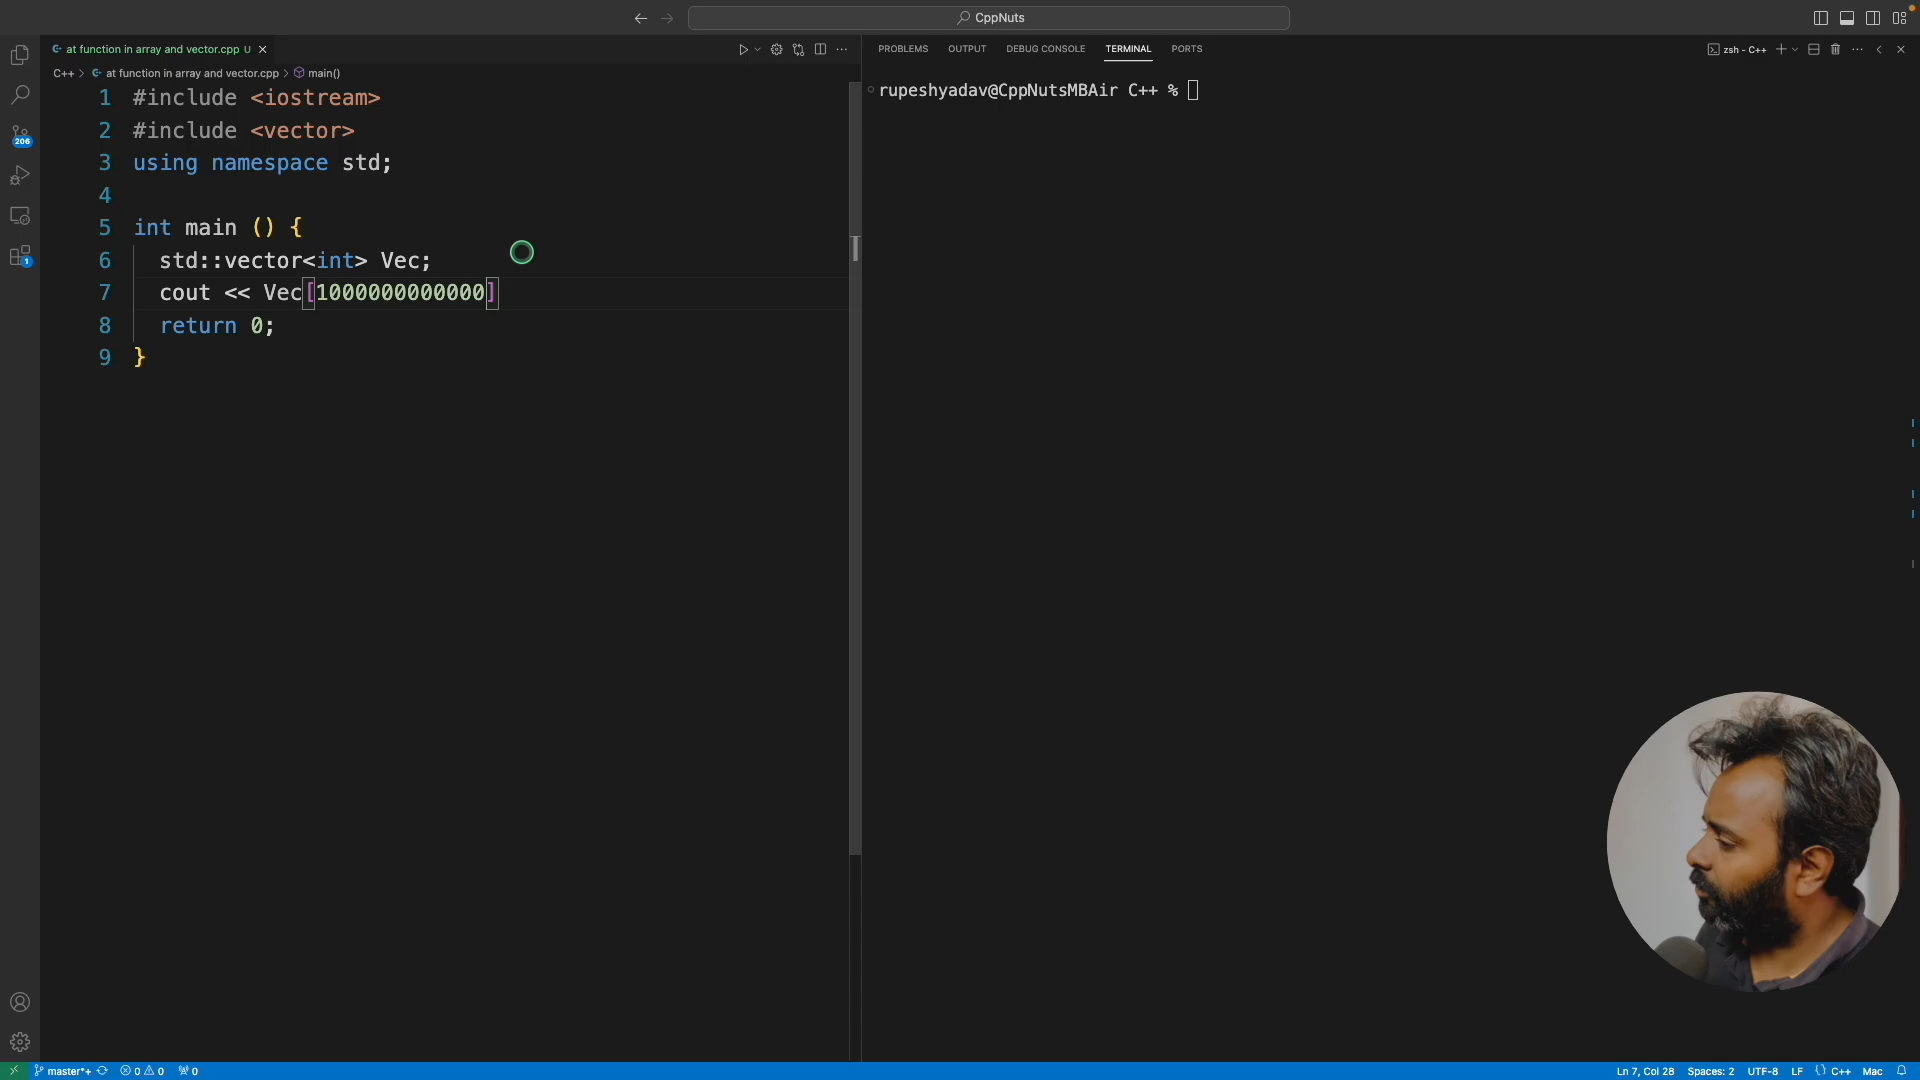 CppNuts
at function in array and vector.cpp U
C++ > at function in array and vector.cpp > main()
1 #include <iostream>
2 #include <vector>
3 using namespace std;
4
5 int main () {
6 std::vector<int> Vec;
7 cout << Vec[1000000000000]
8 return 0;
9 }
PROBLEMS OUTPUT DEBUG CONSOLE TERMINAL PORTS
zsh - C++
rupeshyadav@CppNutsMBAir C++ %
206
1
master*+ 0 0 0
Ln 7, Col 28 Spaces: 2 UTF-8 LF {} C++ Mac